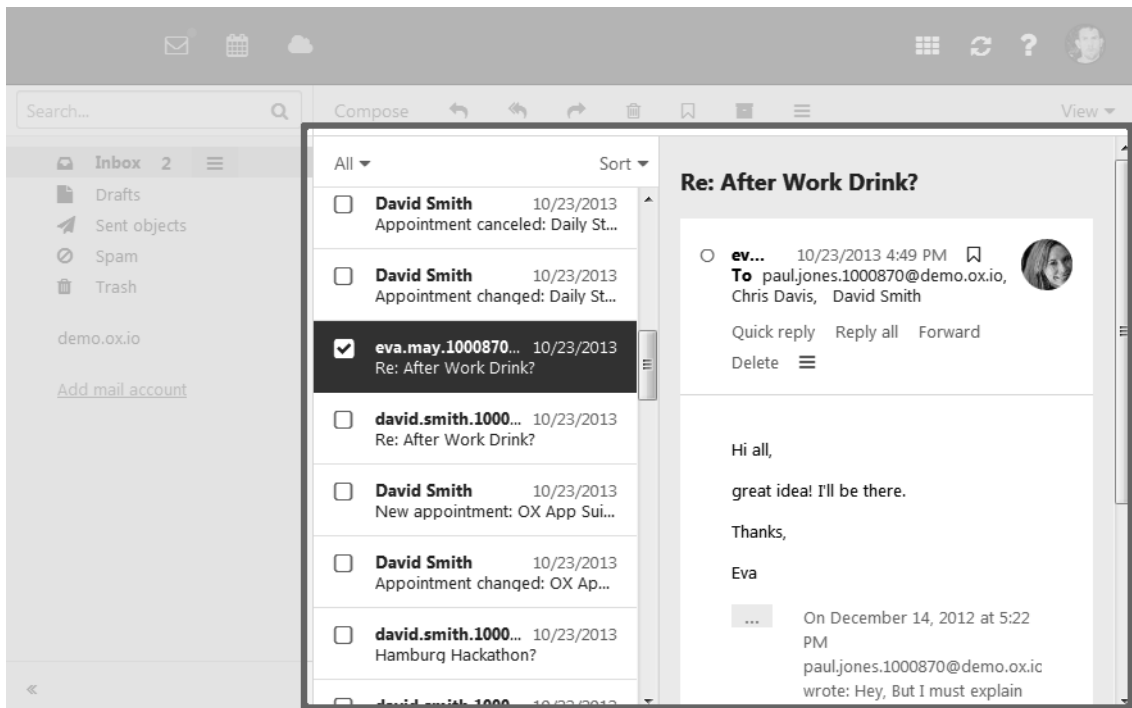 Search...
Compose
View
Inbox 2
Drafts
Sent objects
Spam
Trash
demo.ox.io
Add mail account
All Sort
David Smith 10/23/2013
Appointment canceled: Daily St...
David Smith 10/23/2013
Appointment changed: Daily St...
eva.may.1000870... 10/23/2013
Re: After Work Drink?
david.smith.1000... 10/23/2013
Re: After Work Drink?
David Smith 10/23/2013
New appointment: OX App Sui...
David Smith 10/23/2013
Appointment changed: OX Ap...
david.smith.1000... 10/23/2013
Hamburg Hackathon?
david.smith.1000... 10/23/2013
Re: After Work Drink?
ev... 10/23/2013 4:49 PM
To paul.jones.1000870@demo.ox.io,
Chris Davis, David Smith
Quick reply Reply all Forward
Delete
Hi all,
great idea! I'll be there.
Thanks,
Eva
... On December 14, 2012 at 5:22
PM
paul.jones.1000870@demo.ox.io
wrote: Hey, But I must explain